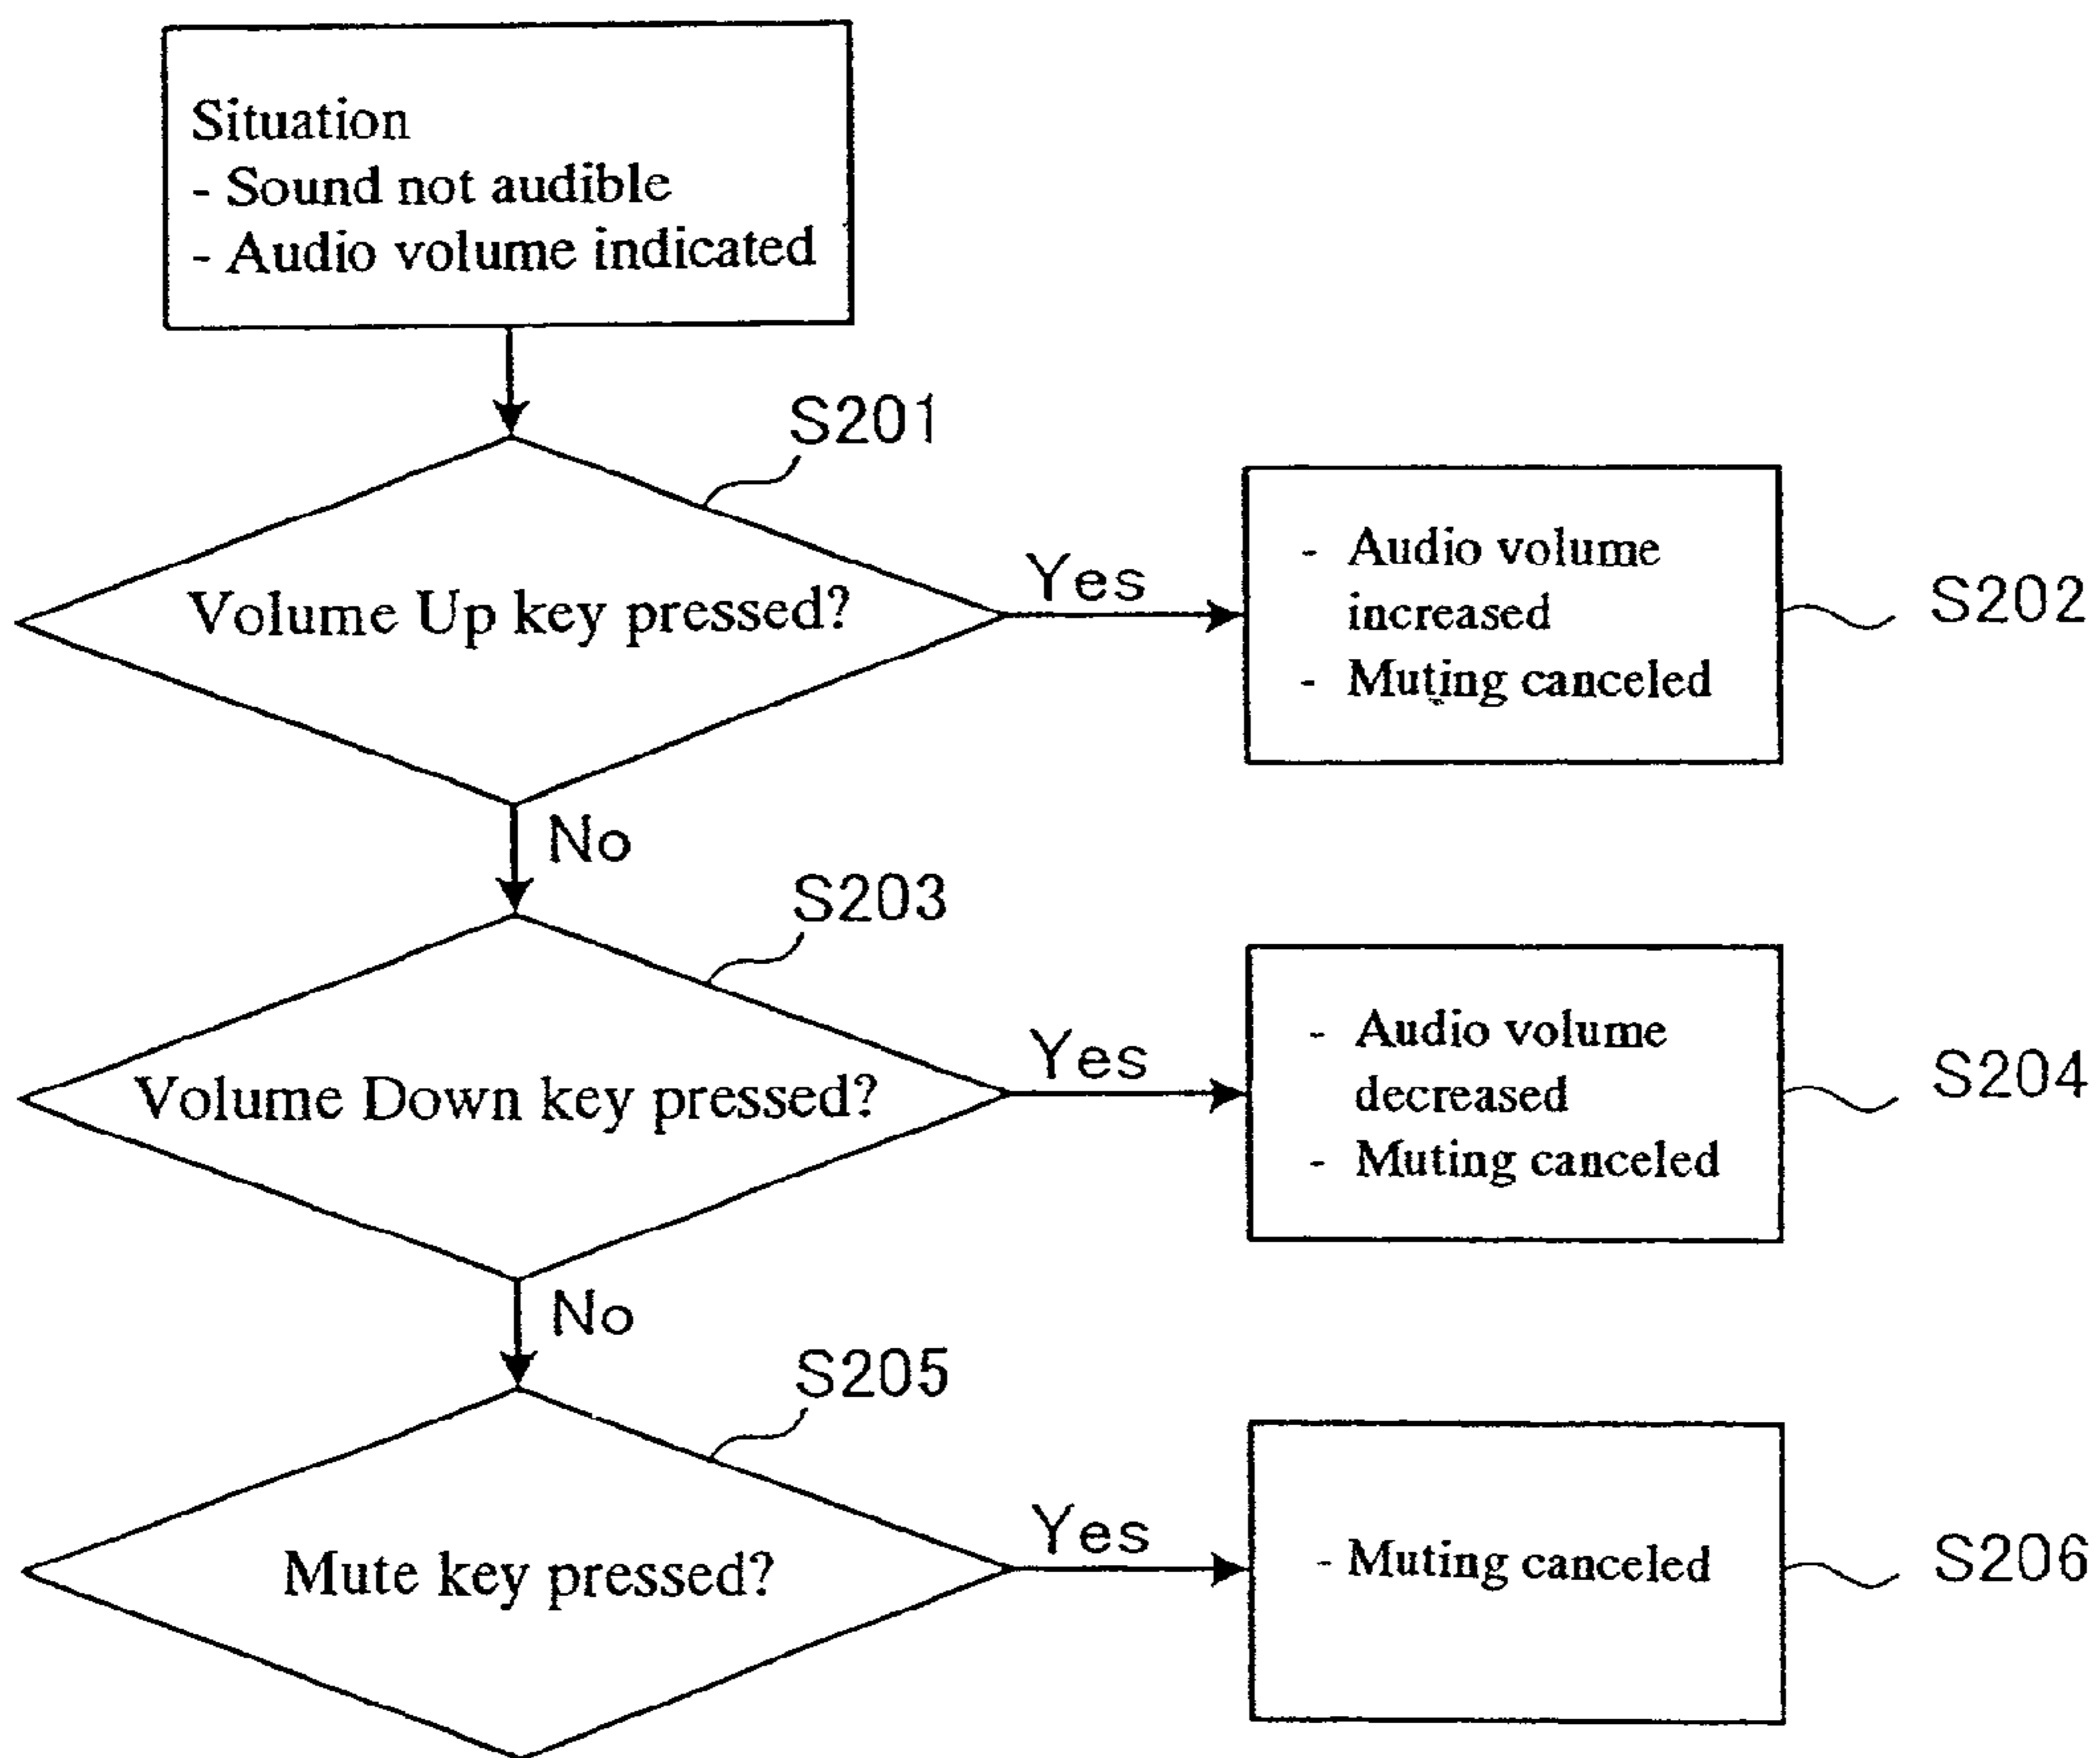 Situation
- Sound not audible
- Audio volume indicated
S201
Volume Up key pressed?
Yes
- Audio volume
increased
- Muting canceled
S202
No
S203
Volume Down key pressed?
Yes
- Audio volume
decreased
- Muting canceled
S204
No
S205
Mute key pressed?
Yes
- Muting canceled
S206